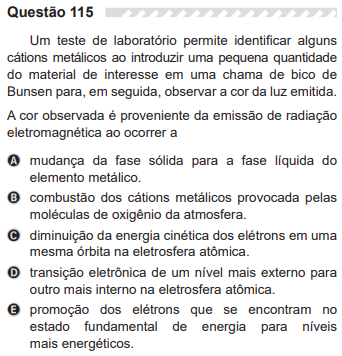 Questão 115
Um teste de laboratório permite identificar alguns
cátions metálicos ao introduzir uma pequena quantidade
do material de interesse em uma chama de bico de
Bunsen para, em seguida, observar a cor da luz emitida.
A cor observada é proveniente da emissão de radiação
eletromagnética ao ocorrer a
A mudança da fase sólida para a fase líquida do
elemento metálico.
B combustão dos cátions metálicos provocada pelas
moléculas de oxigênio da atmosfera.
C diminuição da energia cinética dos elétrons em uma
mesma órbita na eletrosfera atômica.
D transição eletrônica de um nível mais externo para
outro mais interno na eletrosfera atômica.
E promoção dos elétrons que se encontram no
estado fundamental de energia para níveis
mais energéticos.